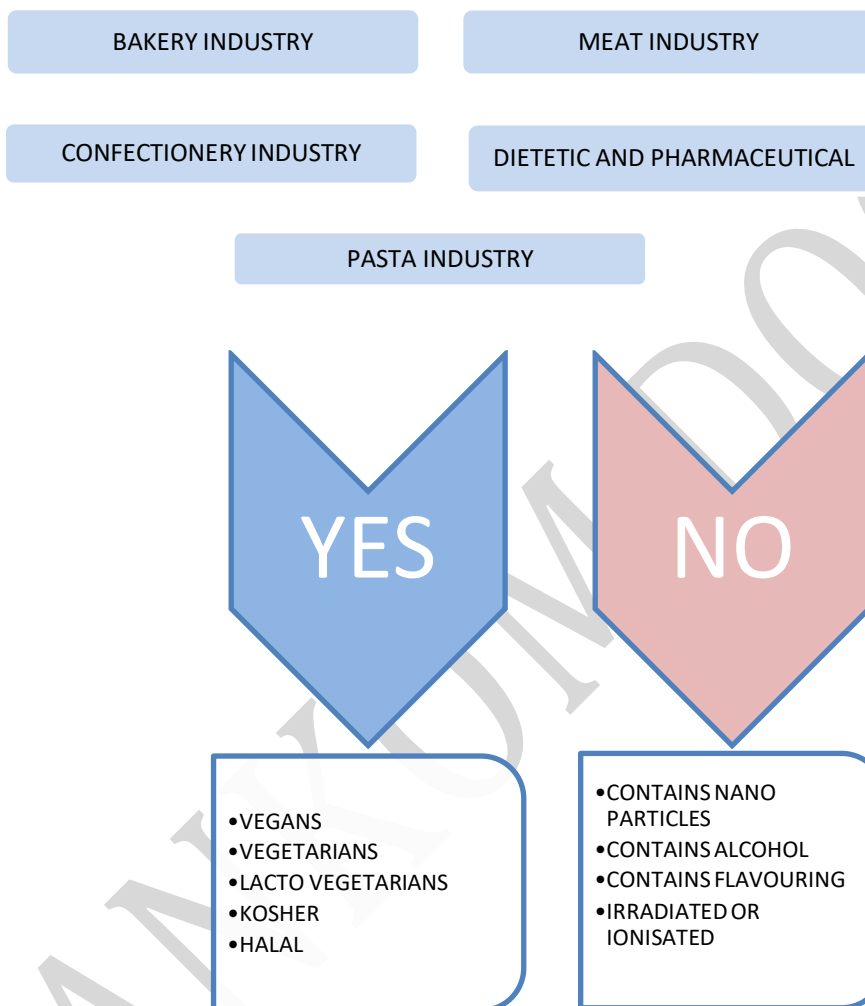 BAKERY INDUSTRY
MEAT INDUSTRY
CONFECTIONERY INDUSTRY
DIETETIC AND PHARMACEUTICAL
PASTA INDUSTRY
YES
NO
•VEGANS
•VEGETARIANS
•LACTO VEGETARIANS
•KOSHER
•HALAL
•CONTAINS NANO
PARTICLES
•CONTAINS ALCOHOL
•CONTAINS FLAVOURING
•IRRADIATED OR
IONISATED